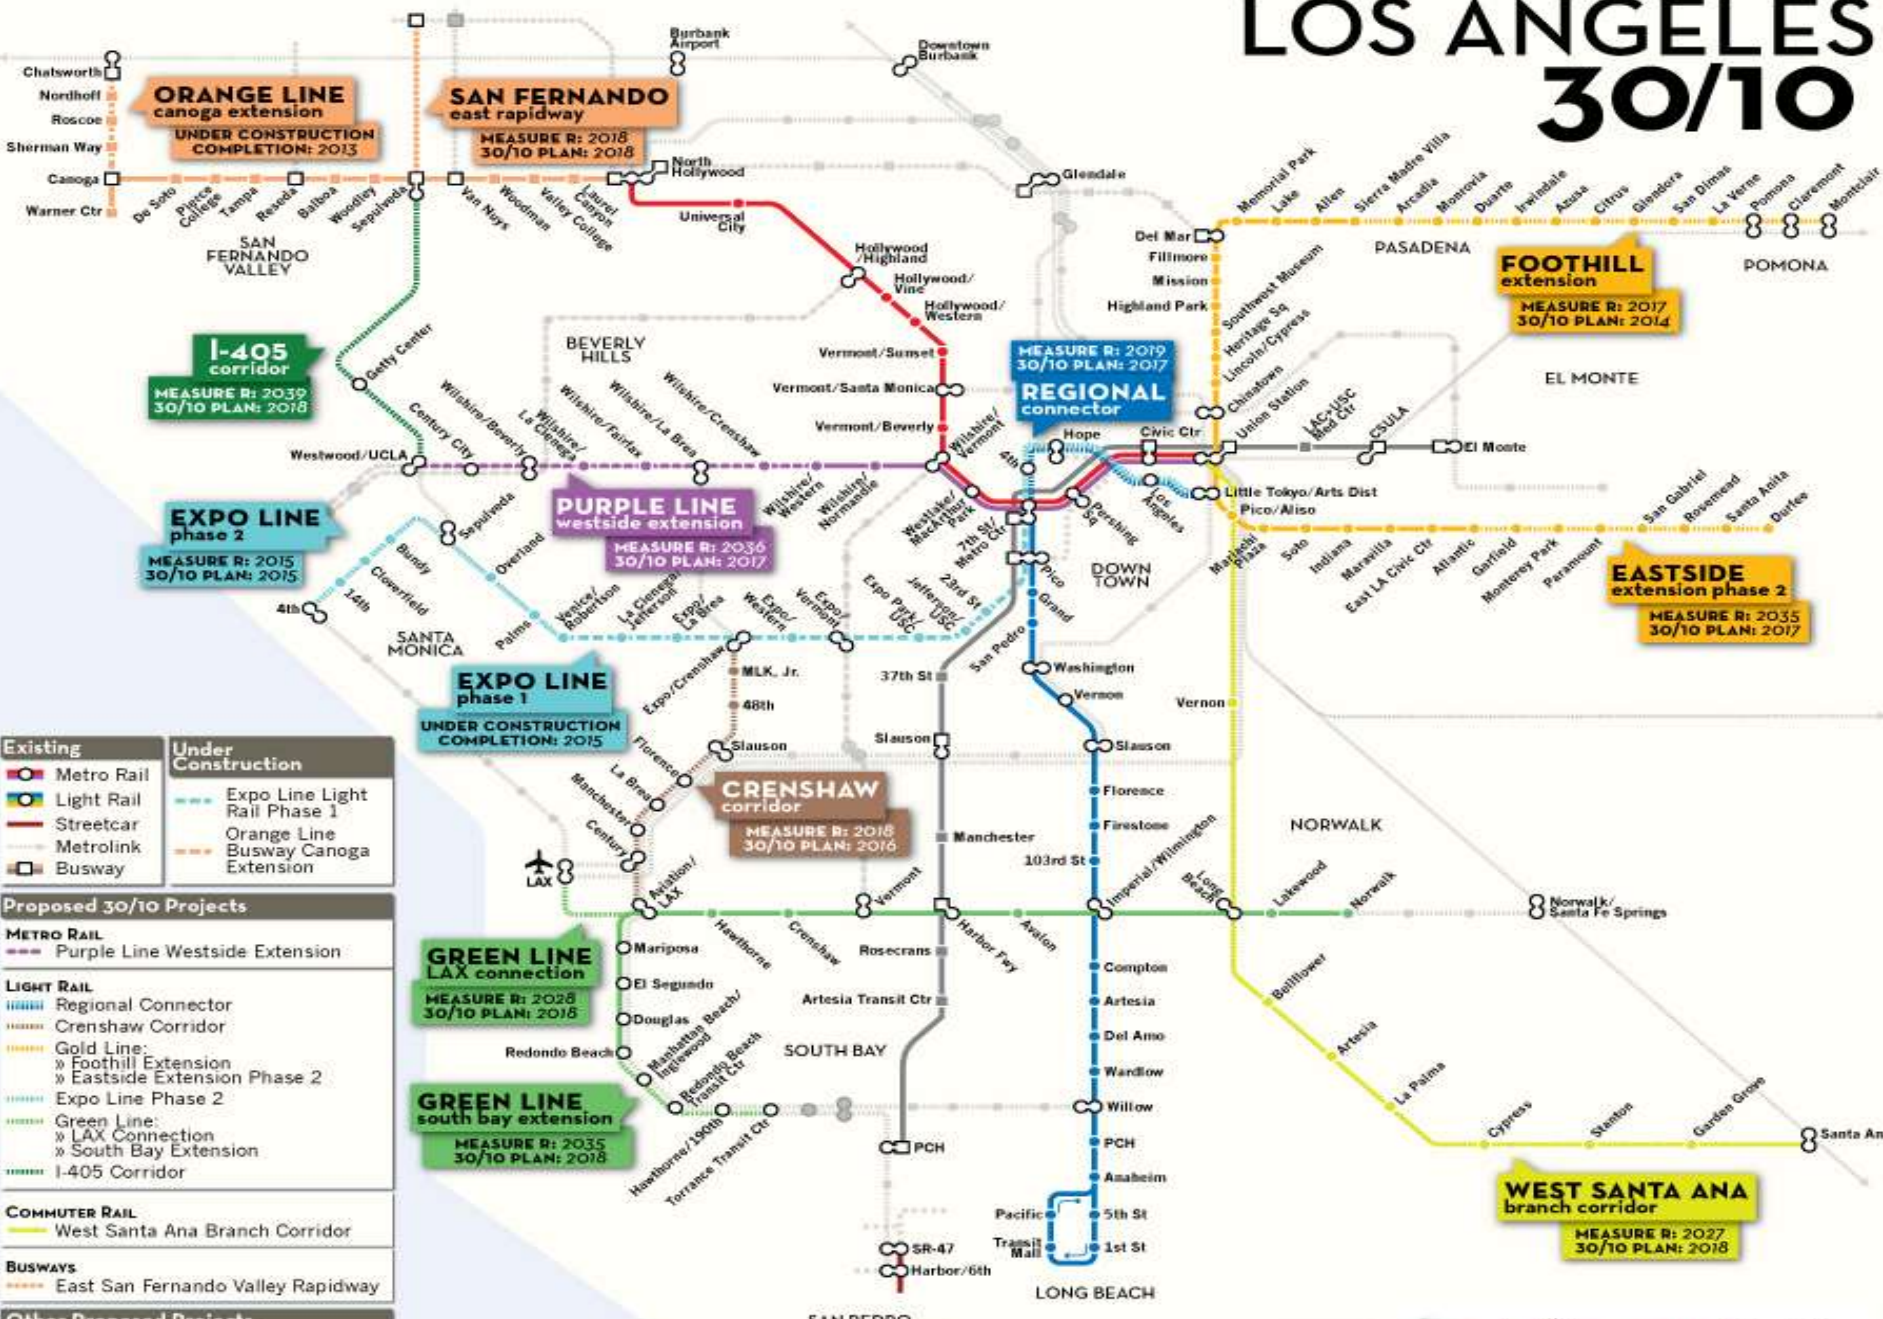 LOS ANGELES
30/10
Burbank
Airport
Downtown
Burbank
Chatsworth
Nordhoff
Roscoe
Sherman Way
Canoga
Warner Ctr
ORANGE LINE
canoga extension
UNDER CONSTRUCTION
COMPLETION: 2013
SAN FERNANDO
east rapidway
MEASURE R: 2018
30/10 PLAN: 2018
North
Hollywood
De Soto
Pierce
College
Tampa
Reseda
Balboa
Woodley
Sepulveda
Van Nuys
Woodman
Valley College
Laurel
Canyon
SAN
FERNANDO
VALLEY
Universal
City
Hollywood
/Highland
Hollywood/
Vine
Hollywood/
Western
Vermont/Sunset
Vermont/Santa Monica
Vermont/Beverly
Wilshire/
Vermont
Glendale
Del Mar
Fillmore
Mission
Highland Park
Southwest Museum
Heritage Sq
Lincoln/Cypress
Chinatown
Union Station
Memorial Park
Lake
Allen
Sierra Madre Villa
Arcadia
Monrovia
Duarte
Irwindale
Azusa
Citrus
Glendora
San Dimas
La Verne
Pomona
Claremont
Montclair
PASADENA
FOOTHILL
extension
MEASURE R: 2017
30/10 PLAN: 2014
POMONA
EL MONTE
I-405
corridor
MEASURE R: 2039
30/10 PLAN: 2018
Getty Center
BEVERLY
HILLS
MEASURE R: 2019
30/10 PLAN: 2017
REGIONAL
connector
Westwood/UCLA
Century City
Wilshire/Beverly
Wilshire/
La Cienega
Wilshire/Fairfax
Wilshire/La Brea
Wilshire/Crenshaw
Wilshire/
Western
Wilshire/
Normandie
PURPLE LINE
westside extension
MEASURE R: 2036
30/10 PLAN: 2017
Westlake/
MacArthur
Park
7th St/
Metro Ctr
4th
Hope
Civic Ctr
Pershing
Sq
Los
Angeles
LAC+USC
Med Ctr
CSULA
El Monte
Little Tokyo/Arts Dist
Pico/Aliso
Mariachi
Plaza
Soto
Indiana
Maravilla
East LA Civic Ctr
Atlantic
Garfield
Monterey Park
Paramount
San Gabriel
Rosemead
Santa Anita
Durfee
EASTSIDE
extension phase 2
MEASURE R: 2035
30/10 PLAN: 2017
EXPO LINE
phase 2
MEASURE R: 2015
30/10 PLAN: 2015
4th
14th
Cloverfield
Bundy
Sepulveda
Overland
Palms
Venice/
Robertson
La Cienega/
Jefferson
Expo/
La Brea
Expo/Crenshaw
Expo/
Western
Expo/
Vermont
Expo Park/
USC
Jefferson/
USC
23rd St
Pico
Grand
San Pedro
DOWN
TOWN
SANTA
MONICA
EXPO LINE
phase 1
UNDER CONSTRUCTION
COMPLETION: 2015
MLK, Jr.
48th
Slauson
Florence
La Brea
Manchester
Century
Aviation/
LAX
LAX
CRENSHAW
corridor
MEASURE R: 2018
30/10 PLAN: 2016
37th St
Slauson
Manchester
Harbor Fwy
Rosecrans
Artesia Transit Ctr
PCH
Washington
Vernon
Slauson
Florence
Firestone
103rd St
Imperial/Wilmington
Compton
Artesia
Del Amo
Wardlow
Willow
PCH
Anaheim
5th St
1st St
Pacific
Transit
Mall
LONG BEACH
Vernon
NORWALK
Long
Beach
Lakewood
Norwalk
Norwalk/
Santa Fe Springs
Hawthorne
Crenshaw
Vermont
Avalon
GREEN LINE
LAX connection
MEASURE R: 2028
30/10 PLAN: 2018
Mariposa
El Segundo
Douglas
Redondo Beach
Manhattan Beach/
Inglewood
Redondo Beach
Transit Ctr
Hawthorne/190th
Torrance Transit Ctr
SOUTH BAY
GREEN LINE
south bay extension
MEASURE R: 2035
30/10 PLAN: 2018
Bellflower
Artesia
La Palma
Cypress
Stanton
Garden Grove
Santa An
WEST SANTA ANA
branch corridor
MEASURE R: 2027
30/10 PLAN: 2018
SR-47
Harbor/6th
SAN PEDRO
Existing
Metro Rail
Light Rail
Streetcar
Metrolink
Busway
Under
Construction
Expo Line Light
Rail Phase 1
Orange Line
Busway Canoga
Extension
Proposed 30/10 Projects
METRO RAIL
Purple Line Westside Extension
LIGHT RAIL
Regional Connector
Crenshaw Corridor
Gold Line:
» Foothill Extension
» Eastside Extension Phase 2
Expo Line Phase 2
Green Line:
» LAX Connection
» South Bay Extension
I-405 Corridor
COMMUTER RAIL
West Santa Ana Branch Corridor
BUSWAYS
East San Fernando Valley Rapidway
Other Proposed Projects